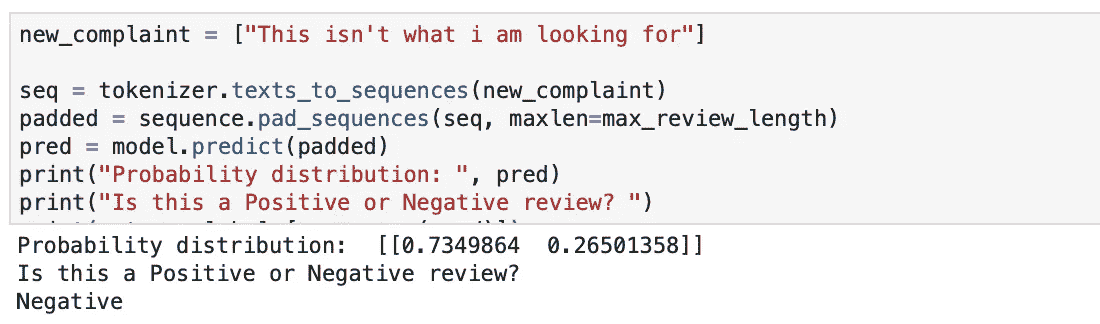 new_complaint = ["This isn't what i am looking for"]
seq = tokenizer.texts_to_sequences(new_complaint)
padded = sequence.pad_sequences(seq, maxlen=max_review_length)
pred = model.predict(padded)
print("Probability distribution: ", pred)
print("Is this a Positive or Negative review? ")
Probability distribution:  [[0.7349864  0.26501358]]
Is this a Positive or Negative review?
Negative